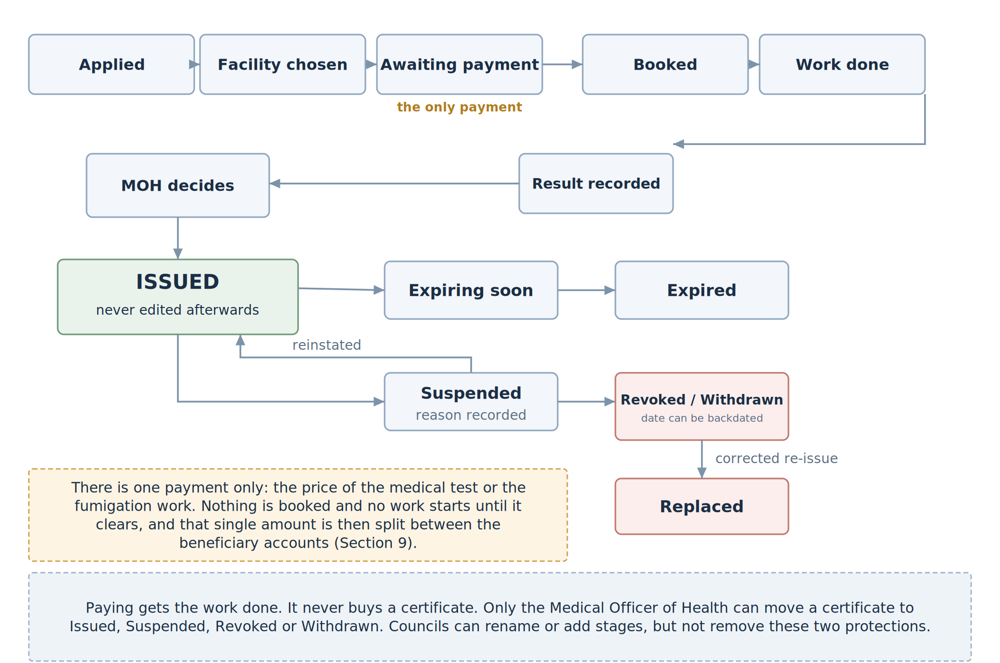 Applied
Facility chosen
Awaiting payment
Booked
Work done
the only payment
MOH decides
Result recorded
ISSUED
never edited afterwards
Expiring soon
Expired
reinstated
Suspended
reason recorded
Revoked / Withdrawn
date can be backdated
corrected re-issue
Replaced
There is one payment only: the price of the medical test or the
fumigation work. Nothing is booked and no work starts until it
clears, and that single amount is then split between the
beneficiary accounts (Section 9).
Paying gets the work done. It never buys a certificate. Only the Medical Officer of Health can move a certificate to
Issued, Suspended, Revoked or Withdrawn. Councils can rename or add stages, but not remove these two protections.